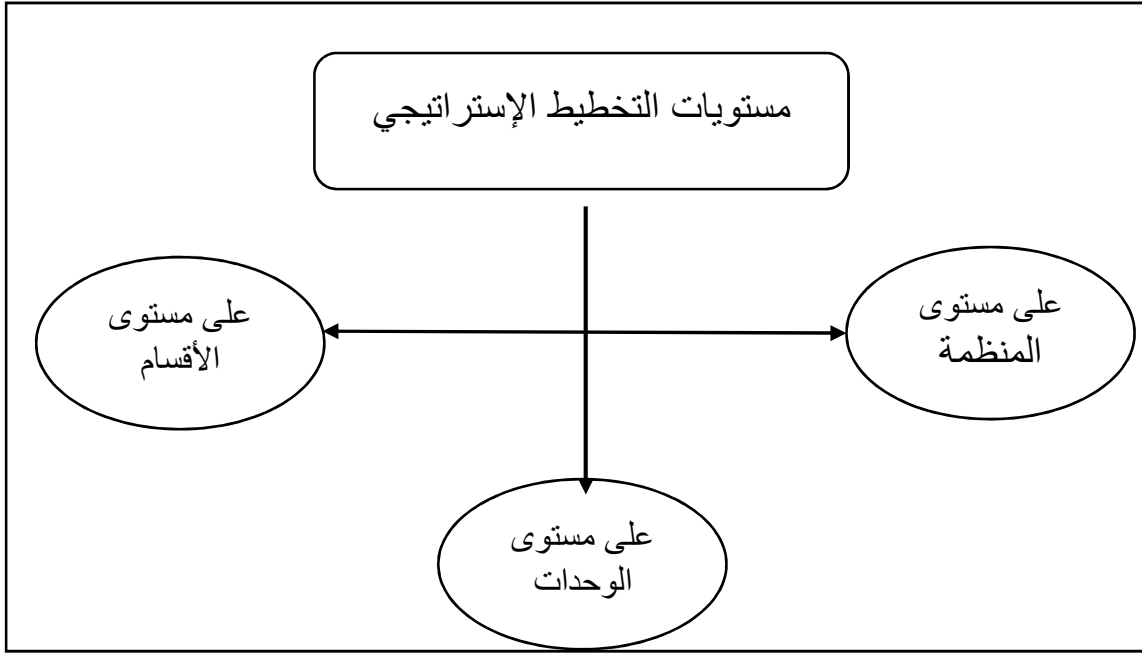 مستويات التخطيط الإستراتيجي
على مستوى
المنظمة
على مستوى
الأقسام
على مستوى
الوحدات